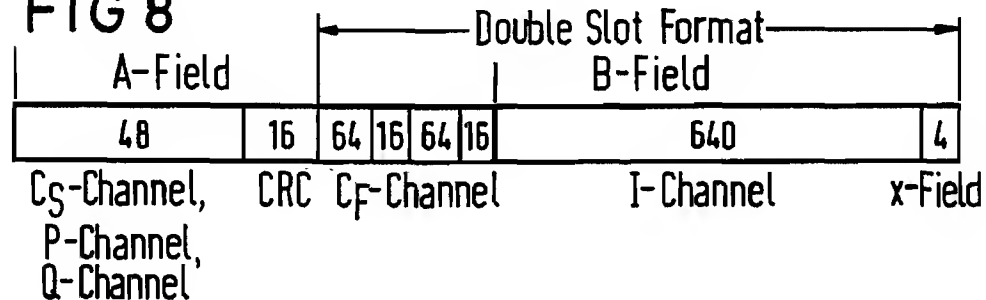 FIG 8
Double Slot Format
A-Field
B-Field
48 16 64 16 64 16 640 4
CS-Channel, CRC CF-Channel I-Channel x-Field
P-Channel,
Q-Channel